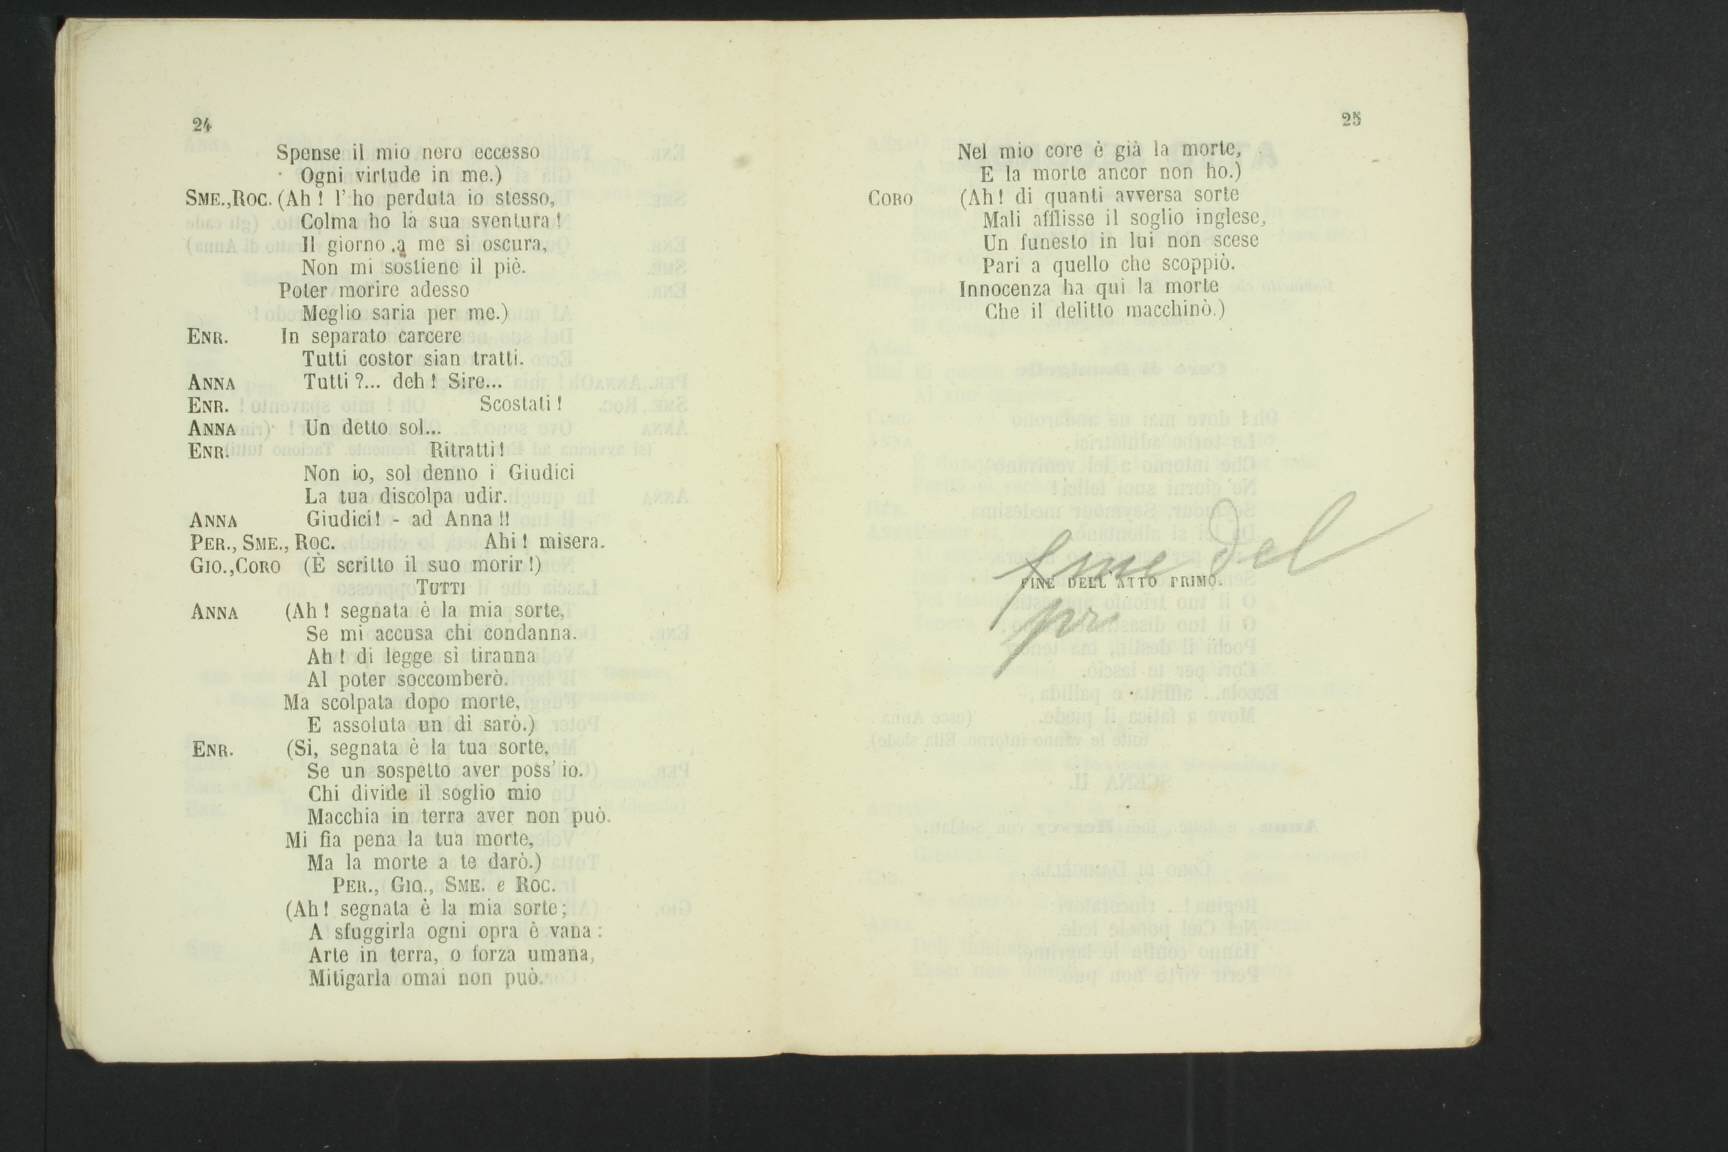 24
Spense il mio nero eccesso
Ogni virtude in me.)
SME.,ROC. (Ah! l'ho perduta io stesso,
Colma ho la sua sventura!
Il giorno a me si oscura,
Non mi sostiene il piè.
Poter morire adesso
Meglio saria per me.)
ENR. In separato carcere
Tutti costor sian tratti.
ANNA Tutti?... deh! Sire...
ENR. Scostati!
ANNA Un detto sol...
ENR. Ritratti!
Non io, sol denno i Giudici
La tua discolpa udir.
ANNA Giudici! - ad Anna!!
PER., SME., ROC. Ahi! misera.
GIO.,CORO (È scritto il suo morir!)
TUTTI
ANNA (Ah! segnata è la mia sorte,
Se mi accusa chi condanna.
Ah! di legge sì tiranna
Al poter soccomberò.
Ma scolpata dopo morte,
E assoluta un dì sarò.)
ENR. (Sì, segnata è la tua sorte,
Se un sospetto aver poss'io.
Chi divide il soglio mio
Macchia in terra aver non può.
Mi fia pena la tua morte,
Ma la morte a te darò.)
PER., GIO., SME. e ROC.
(Ah! segnata è la mia sorte;
A sfuggirla ogni opra è vana:
Arte in terra, o forza umana,
Mitigarla omai non può.
25
Nel mio core è già la morte,
E la morte ancor non ho.)
CORO (Ah! di quanti avversa sorte
Mali afflisse il soglio inglese,
Un funesto in lui non scese
Pari a quello che scoppiò.
Innocenza ha qui la morte
Che il delitto macchinò.)
fine del
FINE DELL'ATTO PRIMO.
pr